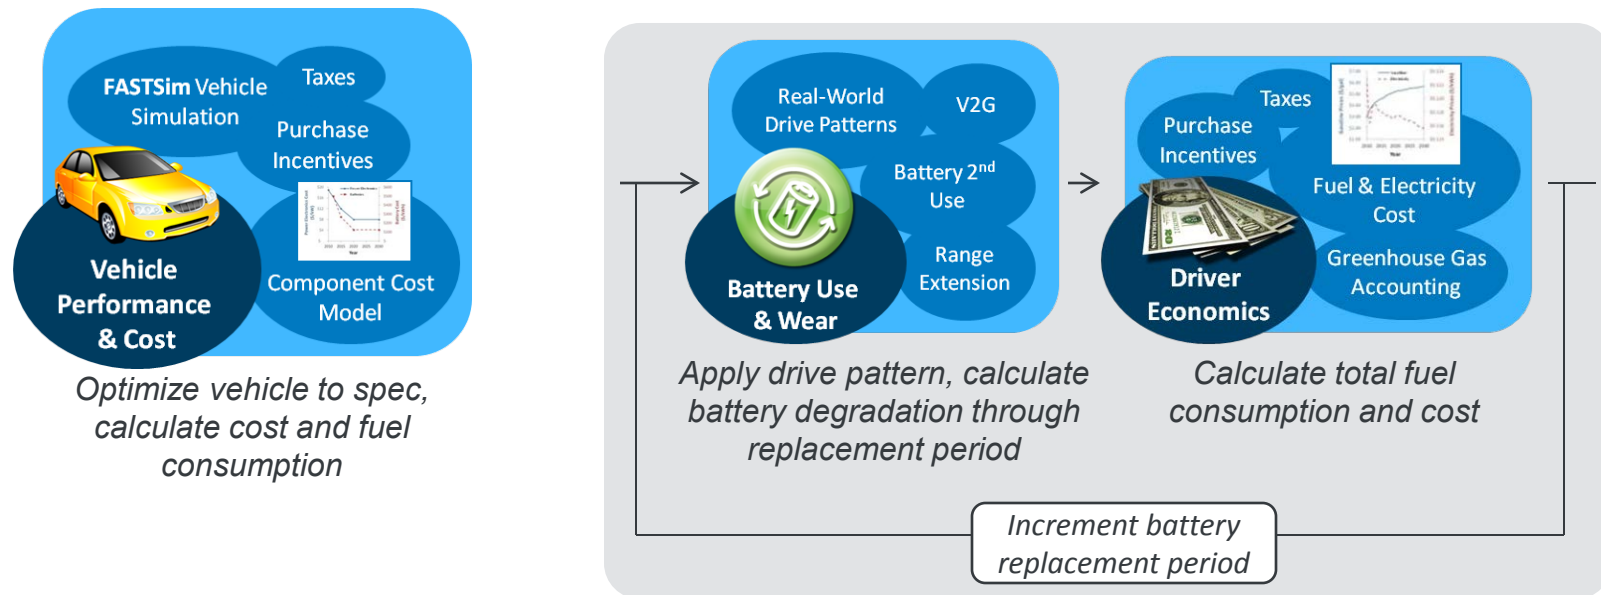 FASTSim Vehicle
Simulation
Taxes
Purchase
Incentives
Component Cost
Model
Vehicle
Performance
& Cost
Optimize vehicle to spec,
calculate cost and fuel
consumption
Real-World
Drive Patterns
V2G
Battery 2nd
Use
Range
Extension
Battery Use
& Wear
Apply drive pattern, calculate
battery degradation through
replacement period
Taxes
Purchase
Incentives
Year
Fuel & Electricity
Cost
Greenhouse Gas
Accounting
Driver
Economics
Calculate total fuel
consumption and cost
Increment battery
replacement period